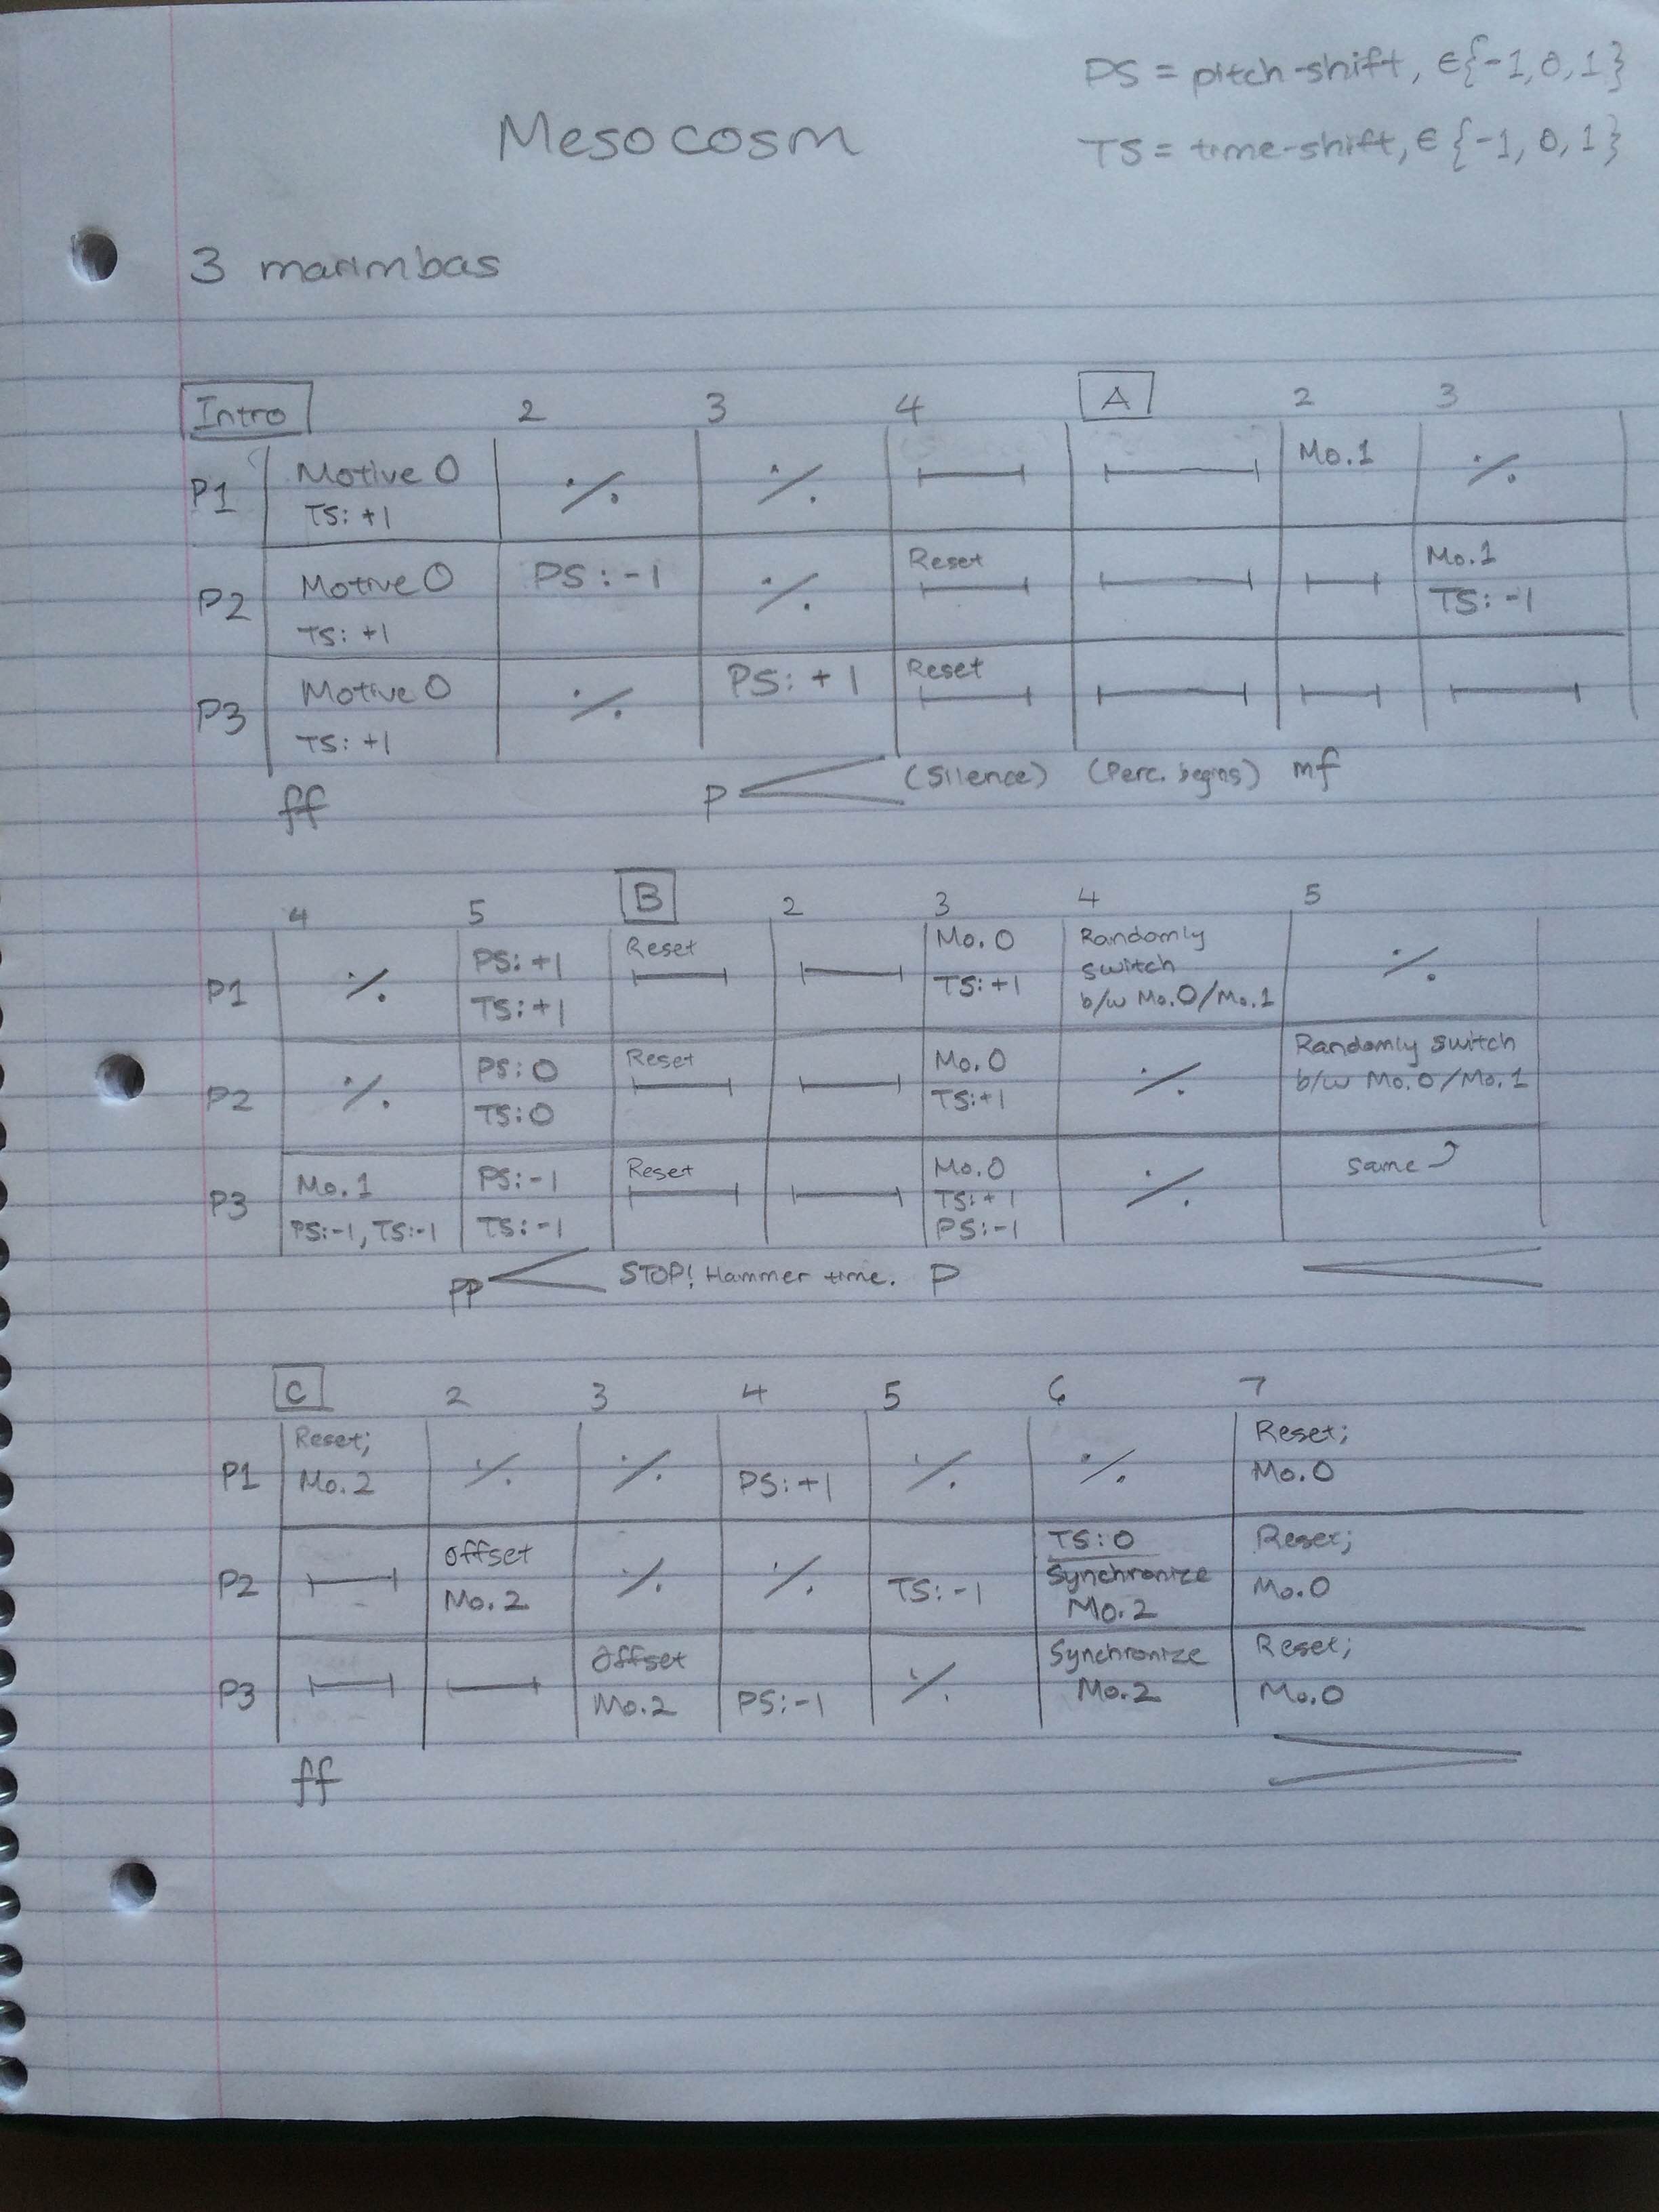 PS = pitch-shift, ∈{-1, 0, 1}
Mesocosm
TS = time-shift, ∈{-1, 0, 1}
3 marimbas
Intro 2 3 4 A 2 3
P1 Motive 0 ٪ ٪ Mo.1 ٪
TS: +1
P2 Motive 0 PS: -1 ٪ Reset Mo.1
TS: +1 TS: -1
P3 Motive 0 ٪ PS: +1 Reset
TS: +1
ff p (Silence) (Perc. begins) mf
4 5 B 2 3 4 5
P1 ٪ PS: +1 Reset Mo. 0 Randomly ٪
TS: +1 TS: +1 switch
b/w Mo.0/Mo.1
P2 ٪ PS: 0 Reset Mo. 0 ٪ Randomly switch
TS: 0 TS: +1 b/w Mo.0/Mo.1
P3 Mo.1 PS: -1 Reset Mo. 0 ٪ same
PS: -1, TS: -1 TS: -1 TS: +1
PS: -1
pp STOP! Hammer time. p
C 2 3 4 5 6 7
P1 Reset; ٪ ٪ PS: +1 ٪ ٪ Reset;
Mo. 2 Mo. 0
P2 Offset ٪ ٪ TS: -1 TS: 0 Reset;
Mo. 2 Synchronize Mo. 0
Mo. 2
P3 Offset PS: -1 ٪ Synchronize Reset;
Mo. 2 Mo. 2 Mo. 0
ff